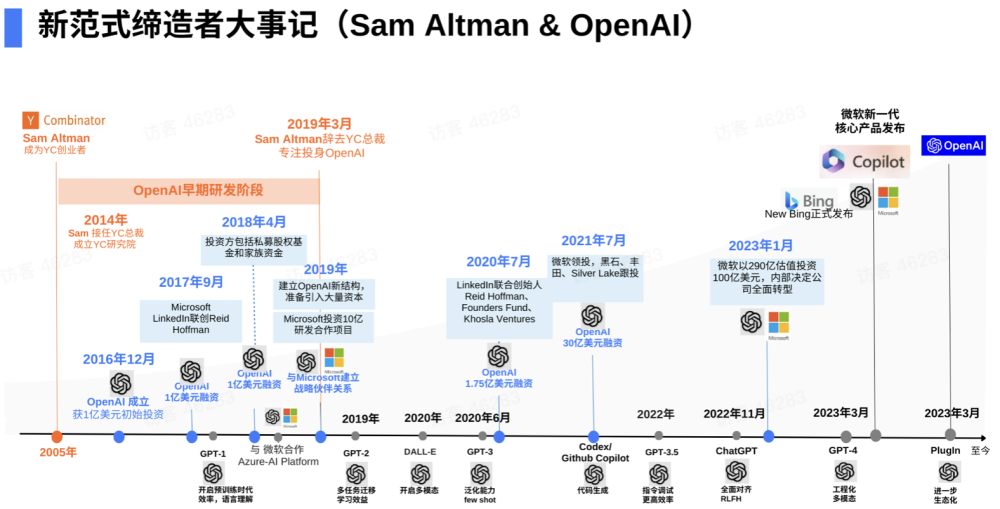 新范式缔造者大事记（Sam Altman & OpenAI）
Y Combinator
Sam Altman
成为YC创业者
2019年3月
Sam Altman辞去YC总裁
专注投身OpenAI
微软新一代
核心产品发布
Copilot
OpenAI
OpenAI早期研发阶段
Bing
Microsoft
New Bing正式发布
2014年
Sam 接任YC总裁
成立YC研究院
2018年4月
投资方包括私募股权基
金和家族资金
2017年9月
Microsoft
LinkedIn联创Reid
Hoffman
2019年
建立OpenAI新结构，
准备引入大量资本
Microsoft投资10亿
研发合作项目
2020年7月
LinkedIn联合创始人
Reid Hoffman、
Founders Fund、
Khosla Ventures
2021年7月
微软领投，黑石、丰
田、Silver Lake跟投
2023年1月
微软以290亿估值投资
100亿美元，内部决定公
司全面转型
Microsoft
2016年12月
OpenAI 成立
获1亿美元初始投资
OpenAI
1亿美元融资
OpenAI
1亿美元融资
Microsoft
与Microsoft建立
战略伙伴关系
OpenAI
1.75亿美元融资
OpenAI
30亿美元融资
2005年
2019年
2020年
2020年6月
2022年
2022年11月
2023年3月
2023年3月
GPT-1
开启预训练时代
效率，语言理解
与 微软合作
Azure-AI Platform
GPT-2
多任务迁移
学习效益
DALL-E
开启多模态
GPT-3
泛化能力
few shot
Codex/
Github Copilot
代码生成
GPT-3.5
指令调试
更高效率
ChatGPT
全面对齐
RLFH
GPT-4
工程化
多模态
PlugIn
进一步
生态化
至今
访客 46283
访客 46283
访客 46283
访客 46283
访客 46283
访客 46283
访客 46283